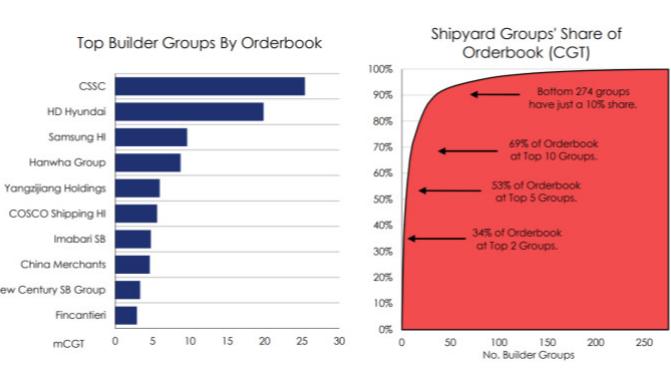 Top Builder Groups By Orderbook
CSSC
HD Hyundai
Samsung HI
Hanwha Group
Yangzijiang Holdings
COSCO Shipping HI
Imabari SB
China Merchants
ew Century SB Group
Fincantieri
mCGT
0 5 10 15 20 25 30
Shipyard Groups' Share of
Orderbook (CGT)
100%
90%
80%
70%
60%
50%
40%
30%
20%
10%
0%
Bottom 274 groups
have just a 10% share.
69% of Orderbook
at Top 10 Groups.
53% of Orderbook
at Top 5 Groups.
34% of Orderbook
at Top 2 Groups.
0 50 100 150 200 250
No. Builder Groups